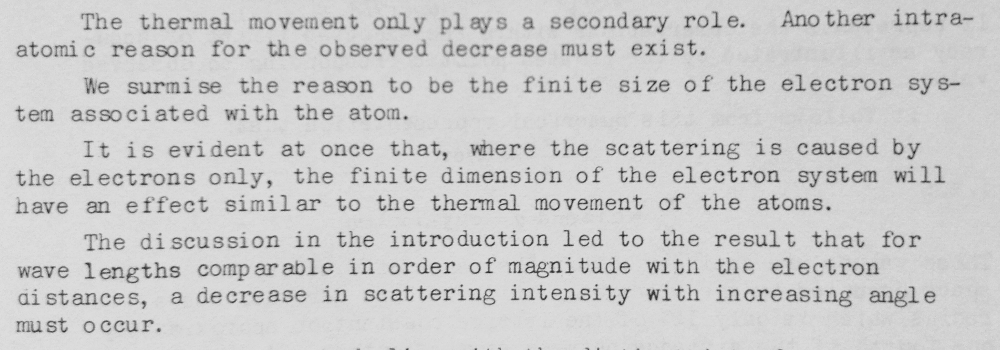 The thermal movement only plays a secondary role. Another intra-
atomic reason for the observed decrease must exist.
We surmise the reason to be the finite size of the electron sys-
tem associated with the atom.
It is evident at once that, where the scattering is caused by
the electrons only, the finite dimension of the electron system will
have an effect similar to the thermal movement of the atoms.
The discussion in the introduction led to the result that for
wave lengths comparable in order of magnitude with the electron
distances, a decrease in scattering intensity with increasing angle
must occur.